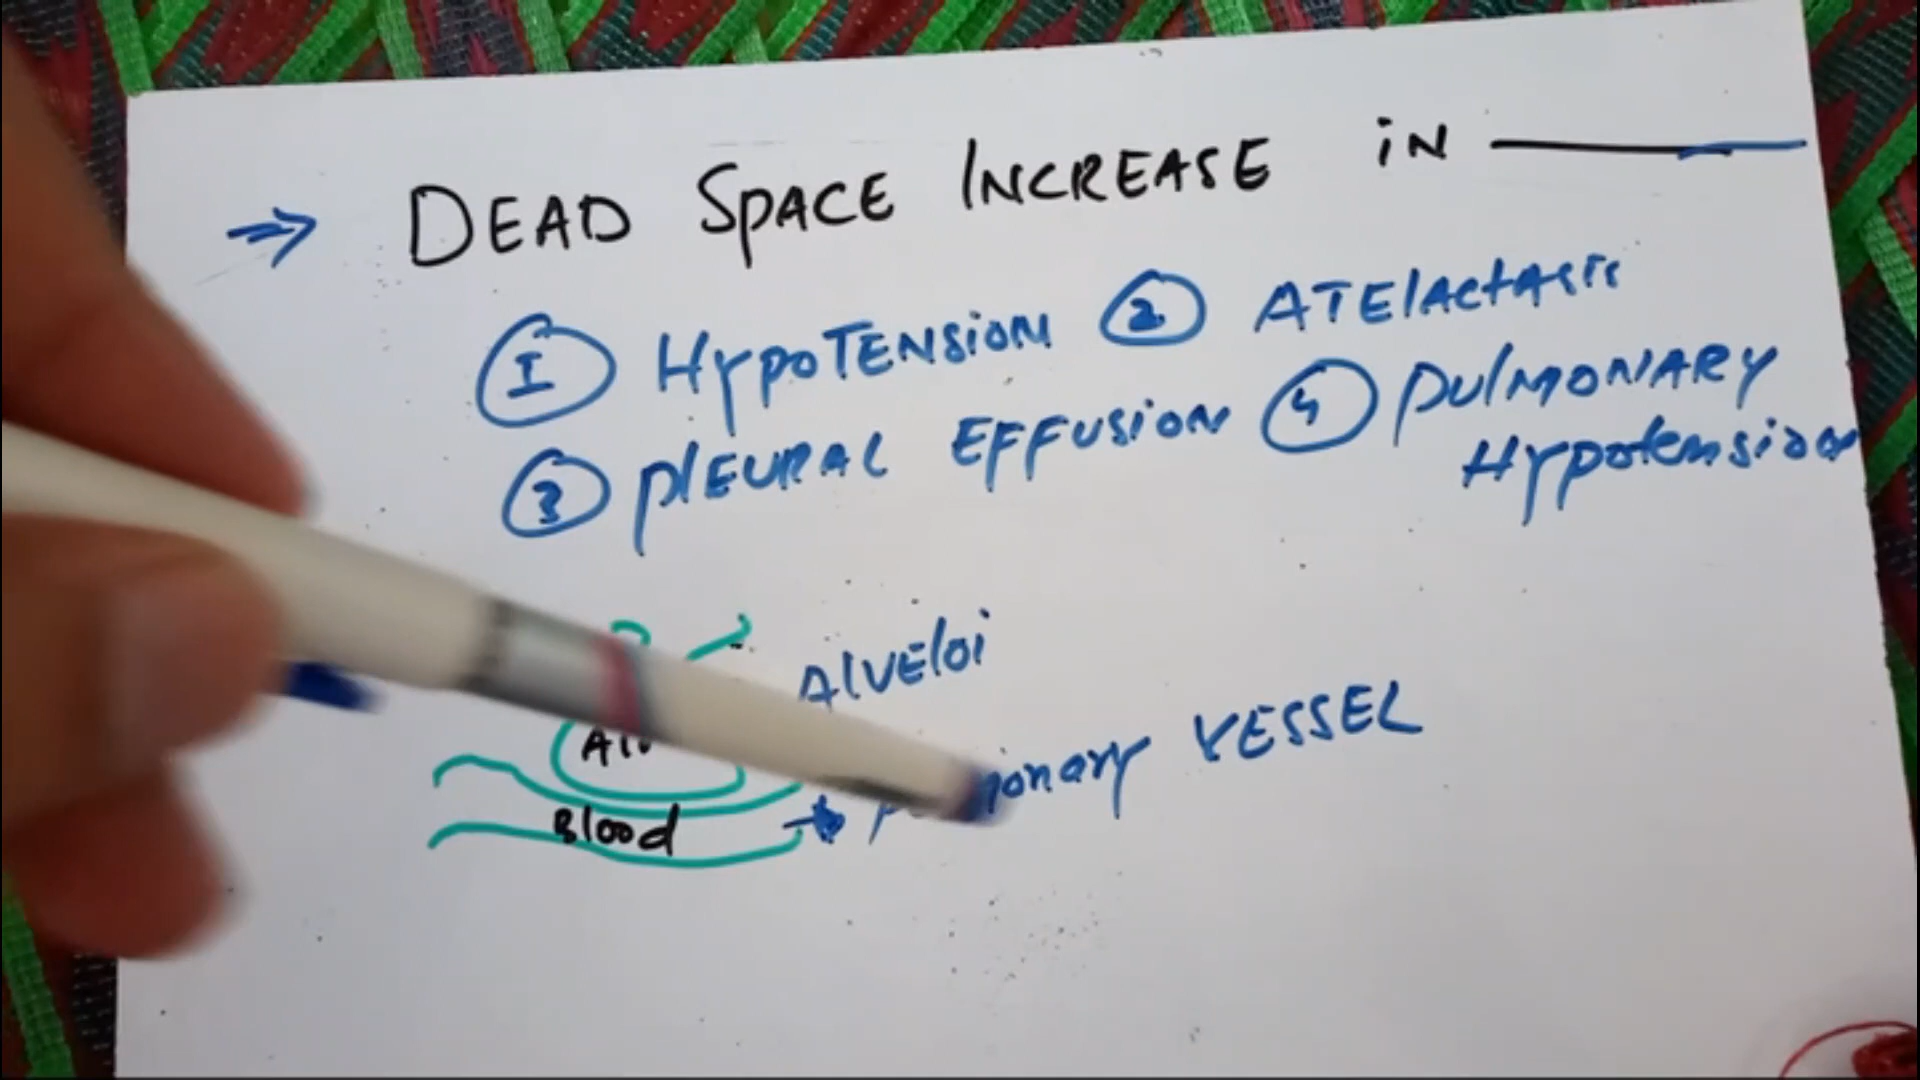 DEAD SPACE INCREASE iN
1 HYPOTENSION 2 ATElActAsis
3 PlEURAL EFFUSION 4 PUlMONARY
Hypotension
AlVEloi
VESSEL
Blood